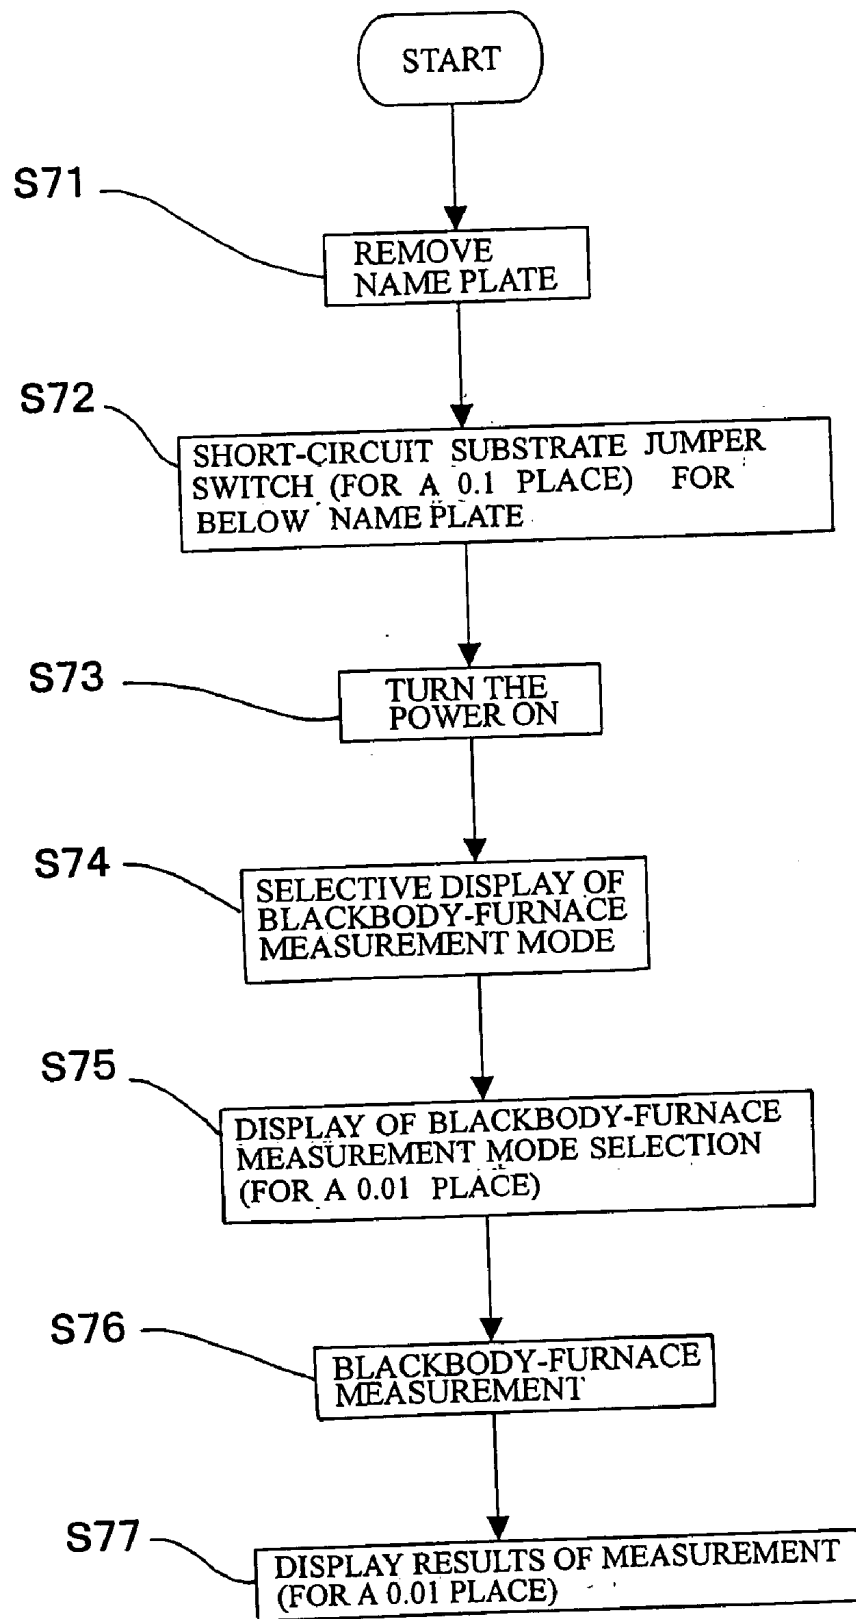 START
S71
REMOVE
NAME PLATE
S72
SHORT-CIRCUIT SUBSTRATE JUMPER
SWITCH (FOR A 0.1 PLACE) FOR
BELOW NAME PLATE
S73
TURN THE
POWER ON
S74
SELECTIVE DISPLAY OF
BLACKBODY-FURNACE
MEASUREMENT MODE
S75
DISPLAY OF BLACKBODY-FURNACE
MEASUREMENT MODE SELECTION
(FOR A 0.01 PLACE)
S76
BLACKBODY-FURNACE
MEASUREMENT
S77
DISPLAY RESULTS OF MEASUREMENT
(FOR A 0.01 PLACE)